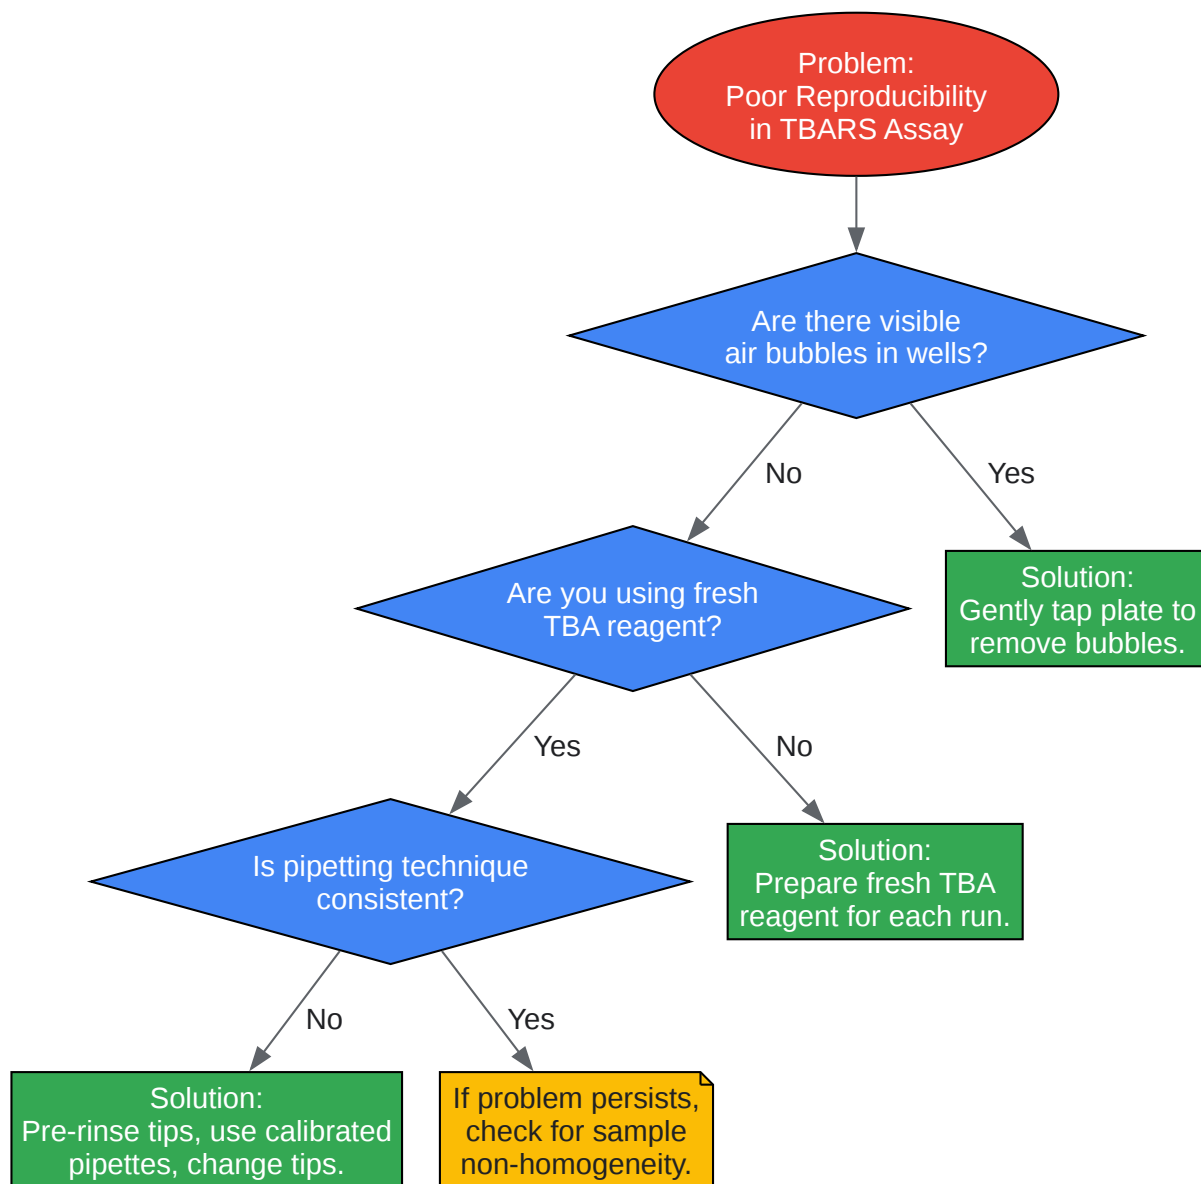 Problem:
Poor Reproducibility
in TBARS Assay
Are there visible
air bubbles in wells?
No
Yes
Are you using fresh
TBA reagent?
Solution:
Gently tap plate to
remove bubbles.
Yes
No
Is pipetting technique
consistent?
Solution:
Prepare fresh TBA
reagent for each run.
No
Yes
Solution:
Pre-rinse tips, use calibrated
pipettes, change tips.
If problem persists,
check for sample
non-homogeneity.